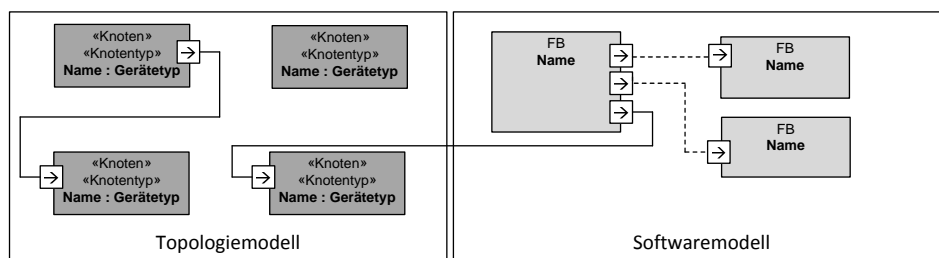 «Knoten»
«Knotentyp»
Name : Gerätetyp
«Knoten»
«Knotentyp»
Name : Gerätetyp
«Knoten»
«Knotentyp»
Name : Gerätetyp
«Knoten»
«Knotentyp»
Name : Gerätetyp
Topologiemodell
FB
Name
FB
Name
FB
Name
Softwaremodell